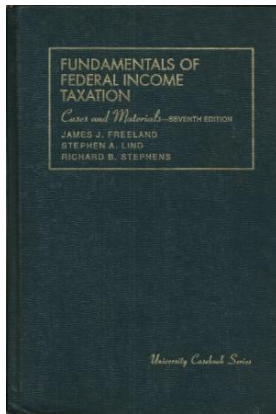 FUNDAMENTALS OF
FEDERAL INCOME
TAXATION
Cases and Materials—SEVENTH EDITION
JAMES J. FREELAND
STEPHEN A. LIND
RICHARD B. STEPHENS
University Casebook Series